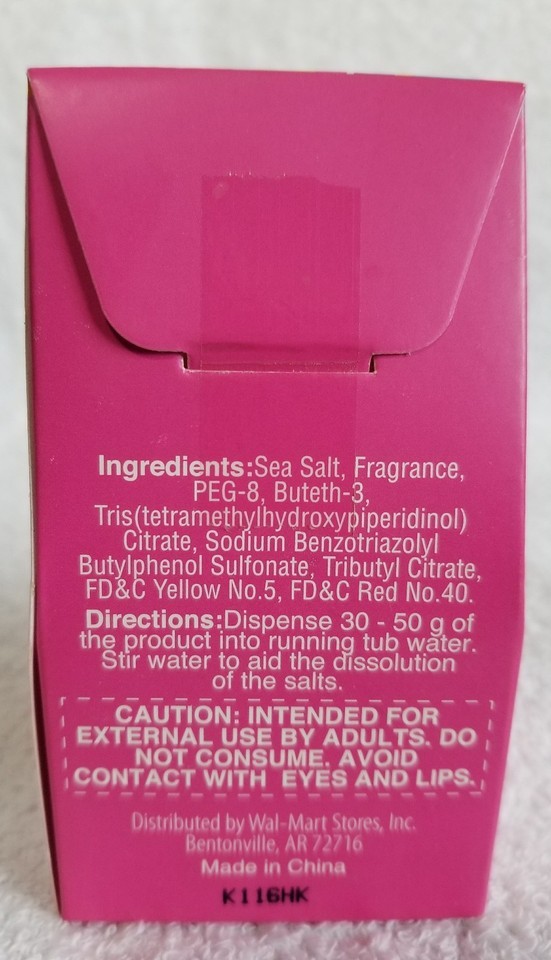 Ingredients:Sea Salt, Fragrance,
PEG-8, Buteth-3,
Tris(tetramethylhydroxypiperidinol)
Citrate, Sodium Benzotriazolyl
Butylphenol Sulfonate, Tributyl Citrate,
FD&C Yellow No.5, FD&C Red No.40.
Directions:Dispense 30 - 50 g of
the product into running tub water.
Stir water to aid the dissolution
of the salts.
CAUTION: INTENDED FOR
EXTERNAL USE BY ADULTS. DO
NOT CONSUME. AVOID
CONTACT WITH EYES AND LIPS.
Distributed by Wal-Mart Stores, Inc.
Bentonville, AR 72716
Made in China
K116HK